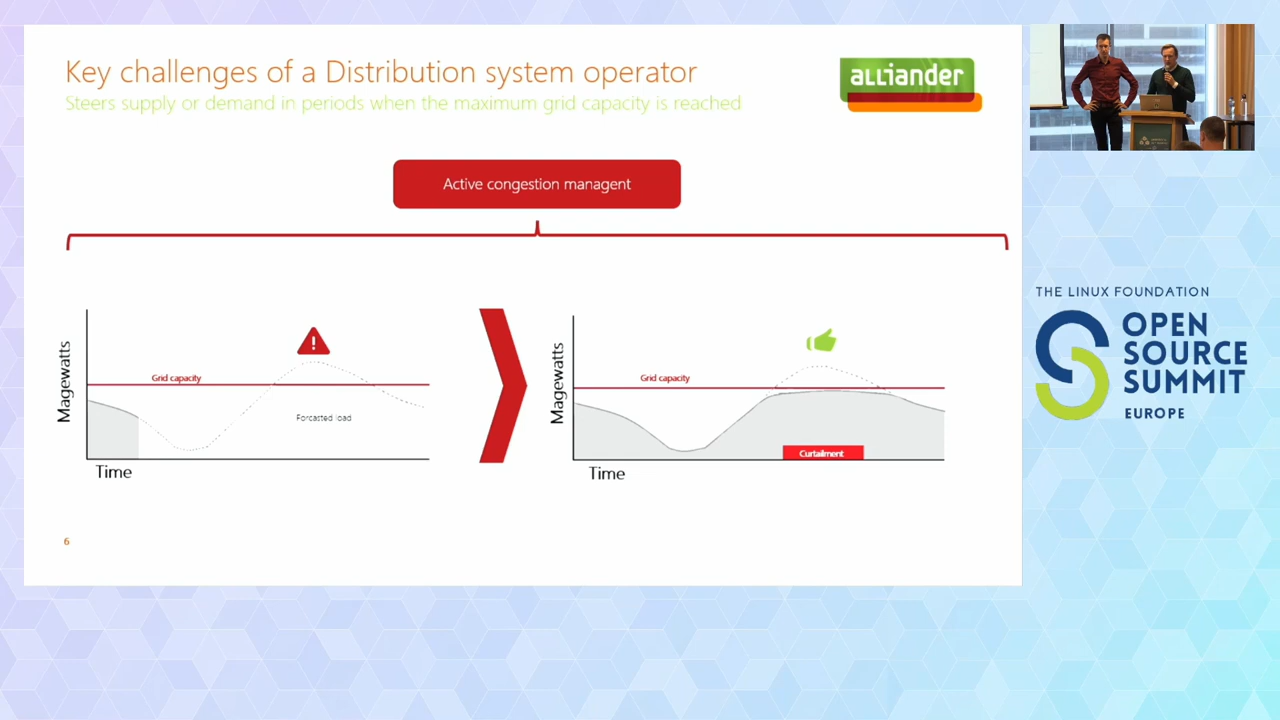 Key challenges of a Distribution system operator
Steers supply or demand in periods when the maximum grid capacity is reached
alliander
Active congestion managent
Magewatts
Grid capacity
Forcasted load
Time
Magewatts
Grid capacity
Curtailment
Time
6
THE LINUX FOUNDATION
OPEN
SOURCE
SUMMIT
EUROPE